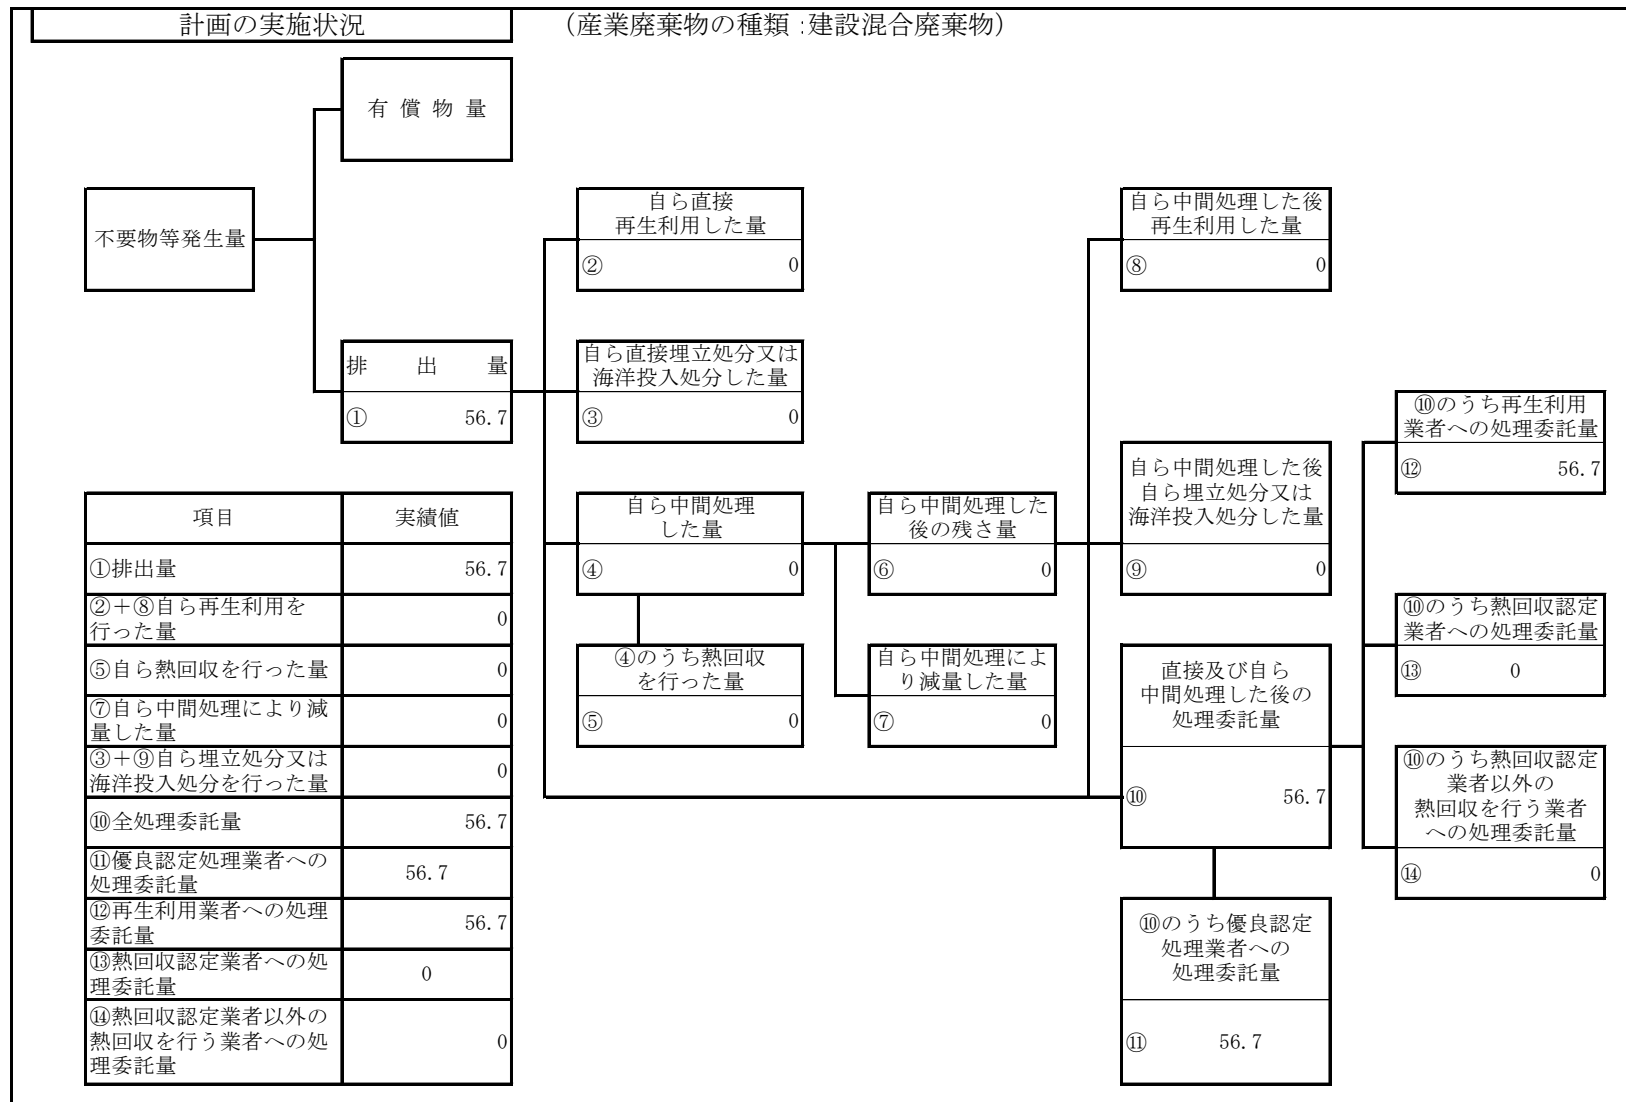 計画の実施状況
（産業廃棄物の種類：建設混合廃棄物）
有 償 物 量
不要物等発生量
自ら直接
再生利用した量
② 0
自ら中間処理した後
再生利用した量
⑧ 0
排 出 量
① 56.7
自ら直接埋立処分又は
海洋投入処分した量
③ 0
⑩のうち再生利用
業者への処理委託量
⑫ 56.7
自ら中間処理した後
自ら埋立処分又は
海洋投入処分した量
⑨ 0
自ら中間処理
した量
④ 0
自ら中間処理した
後の残さ量
⑥ 0
④のうち熱回収
を行った量
⑤ 0
自ら中間処理によ
り減量した量
⑦ 0
直接及び自ら
中間処理した後の
処理委託量
⑩ 56.7
⑩のうち熱回収認定
業者への処理委託量
⑬ 0
⑩のうち熱回収認定
業者以外の
熱回収を行う業者
への処理委託量
⑭ 0
⑩のうち優良認定
処理業者への
処理委託量
⑪ 56.7
項目 実績値
①排出量 56.7
②＋⑧自ら再生利用を
行った量 0
⑤自ら熱回収を行った量 0
⑦自ら中間処理により減
量した量 0
③＋⑨自ら埋立処分又は
海洋投入処分を行った量 0
⑩全処理委託量 56.7
⑪優良認定処理業者への
処理委託量 56.7
⑫再生利用業者への処理
委託量 56.7
⑬熱回収認定業者への処
理委託量 0
⑭熱回収認定業者以外の
熱回収を行う業者への処
理委託量 0